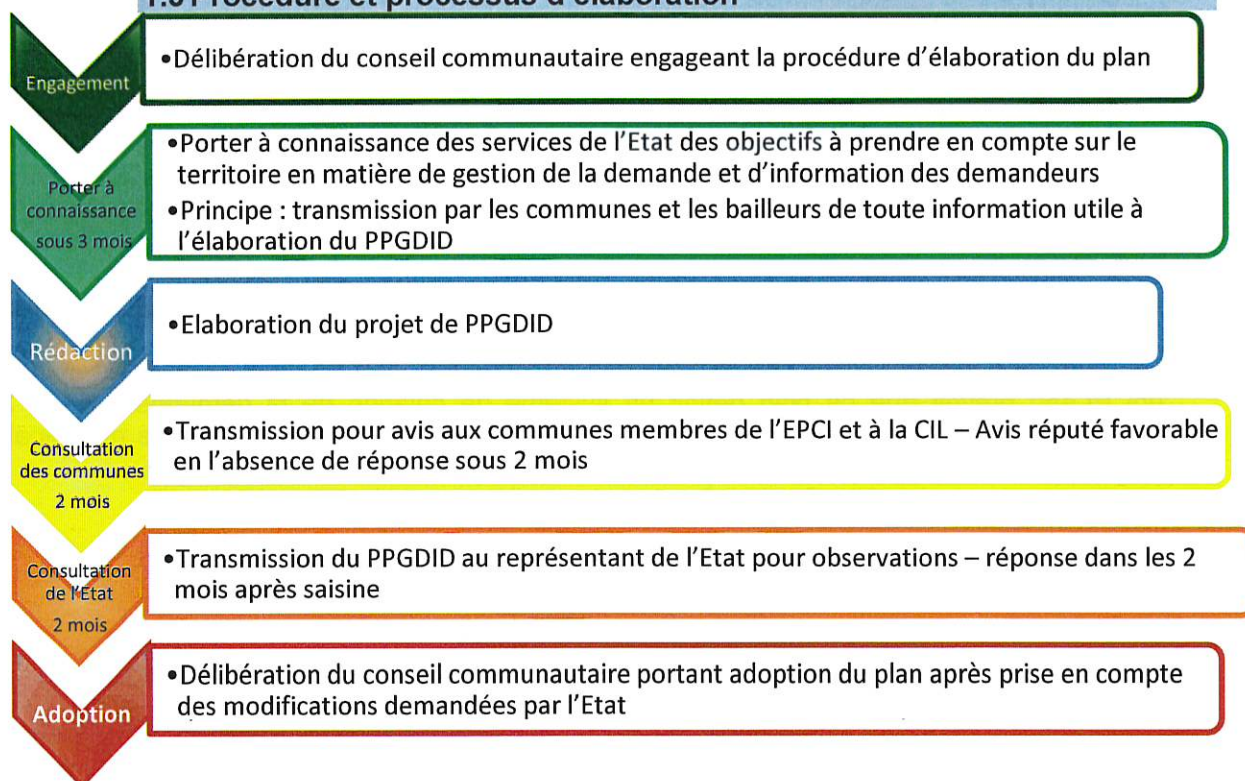 Engagement
•Délibération du conseil communautaire engageant la procédure d'élaboration du plan
Porter à
connaissance
sous 3 mois
•Porter à connaissance des services de l'Etat des objectifs à prendre en compte sur le
territoire en matière de gestion de la demande et d'information des demandeurs
•Principe : transmission par les communes et les bailleurs de toute information utile à
l'élaboration du PPGDID
Rédaction
•Elaboration du projet de PPGDID
Consultation
des communes
2 mois
•Transmission pour avis aux communes membres de l'EPCI et à la CIL – Avis réputé favorable
en l'absence de réponse sous 2 mois
Consultation
de l'Etat
2 mois
•Transmission du PPGDID au représentant de l'Etat pour observations – réponse dans les 2
mois après saisine
Adoption
•Délibération du conseil communautaire portant adoption du plan après prise en compte
des modifications demandées par l'Etat